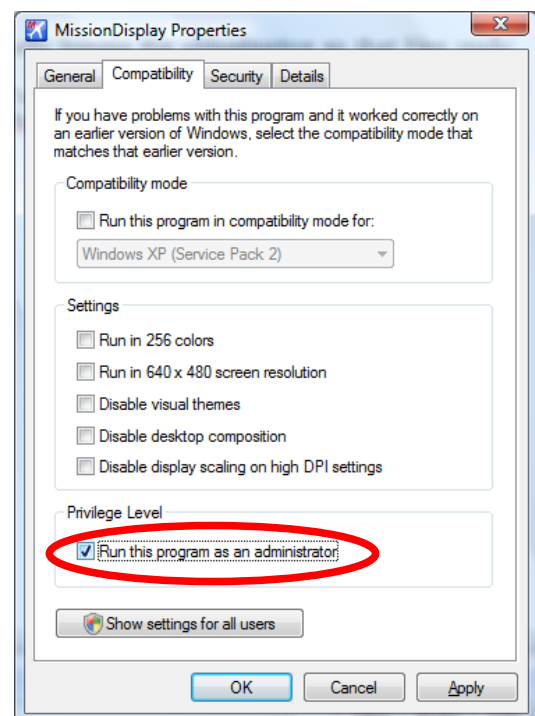 MissionDisplay Properties
General Compatibility Security Details
If you have problems with this program and it worked correctly on
an earlier version of Windows, select the compatibility mode that
matches that earlier version.
Compatibility mode
Run this program in compatibility mode for:
Windows XP (Service Pack 2)
Settings
Run in 256 colors
Run in 640 x 480 screen resolution
Disable visual themes
Disable desktop composition
Disable display scaling on high DPI settings
Privilege Level
Run this program as an administrator
Show settings for all users
OK Cancel Apply